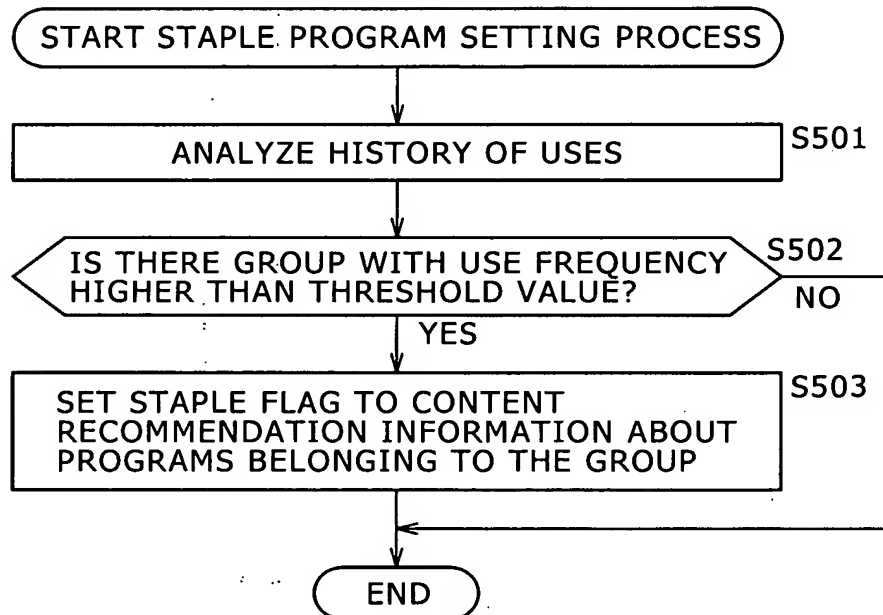 START STAPLE PROGRAM SETTING PROCESS
ANALYZE HISTORY OF USES
S501
IS THERE GROUP WITH USE FREQUENCY
HIGHER THAN THRESHOLD VALUE?
S502
NO
YES
SET STAPLE FLAG TO CONTENT
RECOMMENDATION INFORMATION ABOUT
PROGRAMS BELONGING TO THE GROUP
S503
END